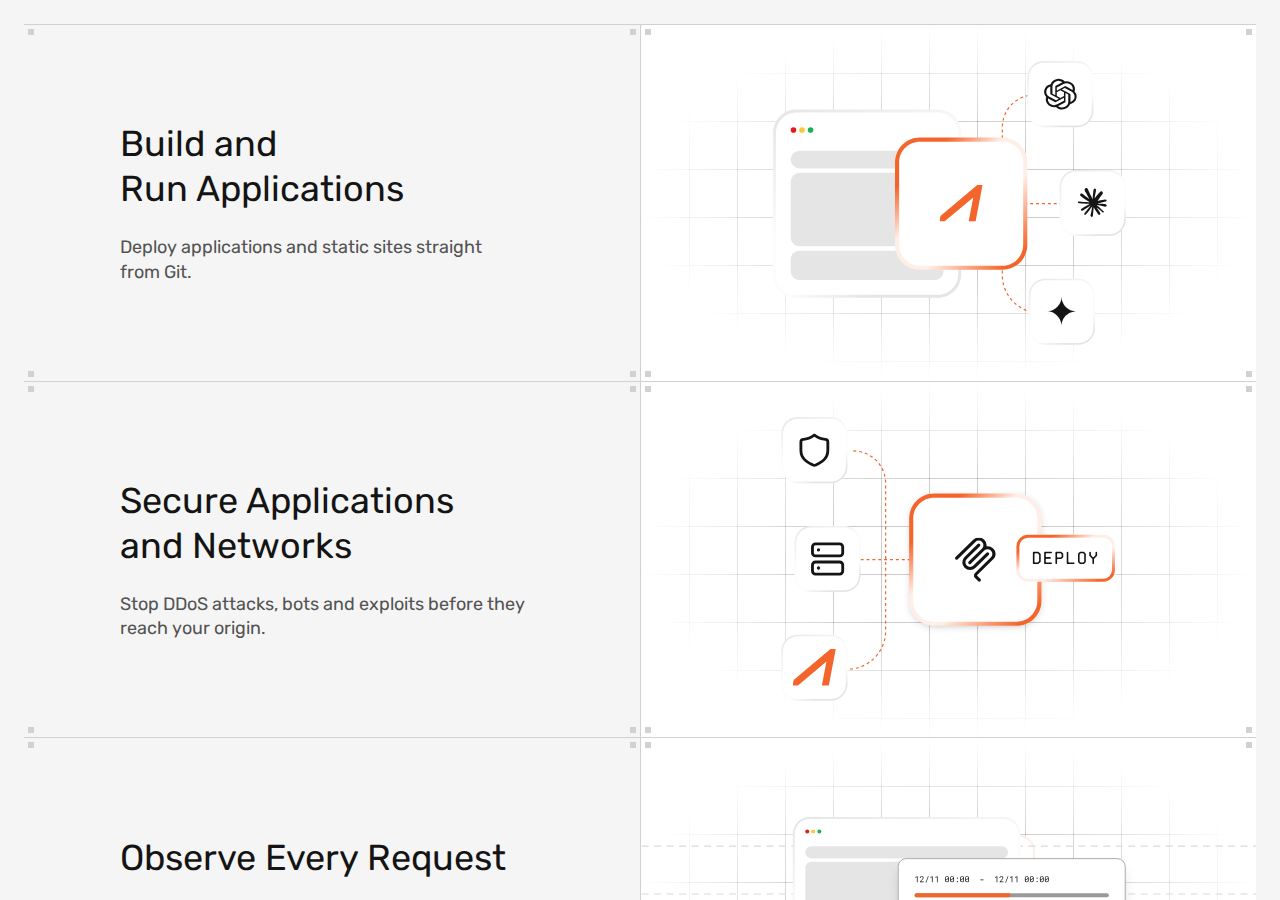 Build and
Run Applications
Deploy applications and static sites straight
from Git.
Secure Applications
and Networks
Stop DDoS attacks, bots and exploits before they
reach your origin.
DEPLOY
Observe Every Request
12/11 00:00 – 12/11 00:00